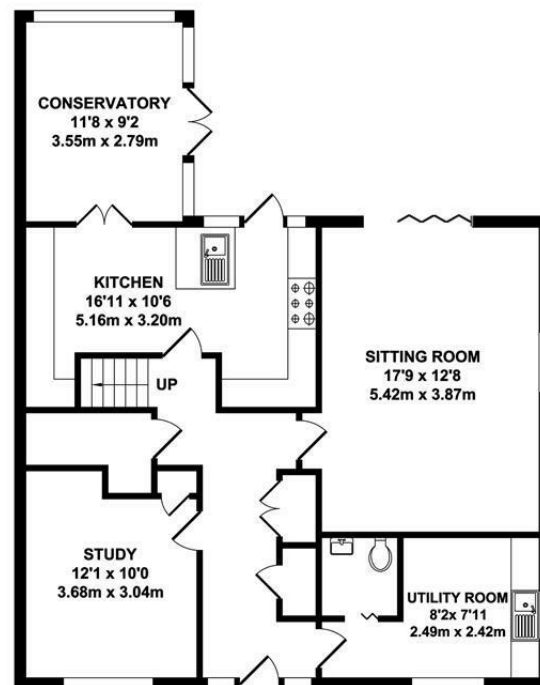 CONSERVATORY
11'8 x 9'2
3.55m x 2.79m
KITCHEN
16'11 x 10'6
5.16m x 3.20m
UP
SITTING ROOM
17'9 x 12'8
5.42m x 3.87m
STUDY
12'1 x 10'0
3.68m x 3.04m
UTILITY ROOM
8'2x 7'11
2.49m x 2.42m